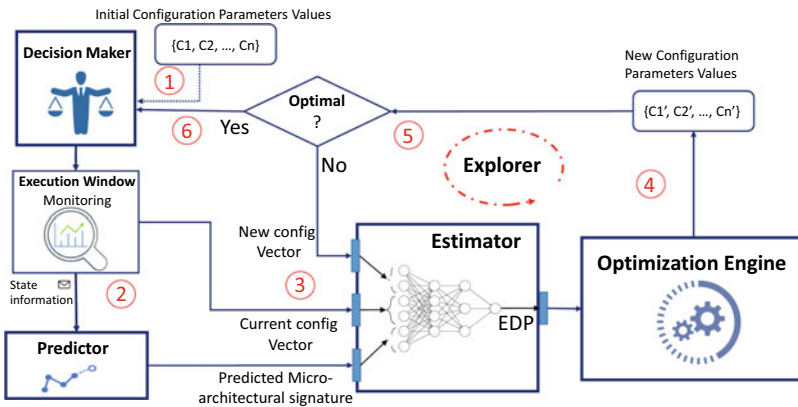 Initial Configuration Parameters Values
{C1, C2, ..., Cn}
Decision Maker
1
6
Yes
Optimal
?
No
5
New Configuration
Parameters Values
{C1’, C2’, ..., Cn’}
4
Explorer
Execution Window
Monitoring
State
information
2
Predictor
New config
Vector
3
Current config
Vector
Predicted Micro-
architectural signature
Estimator
EDP
Optimization Engine